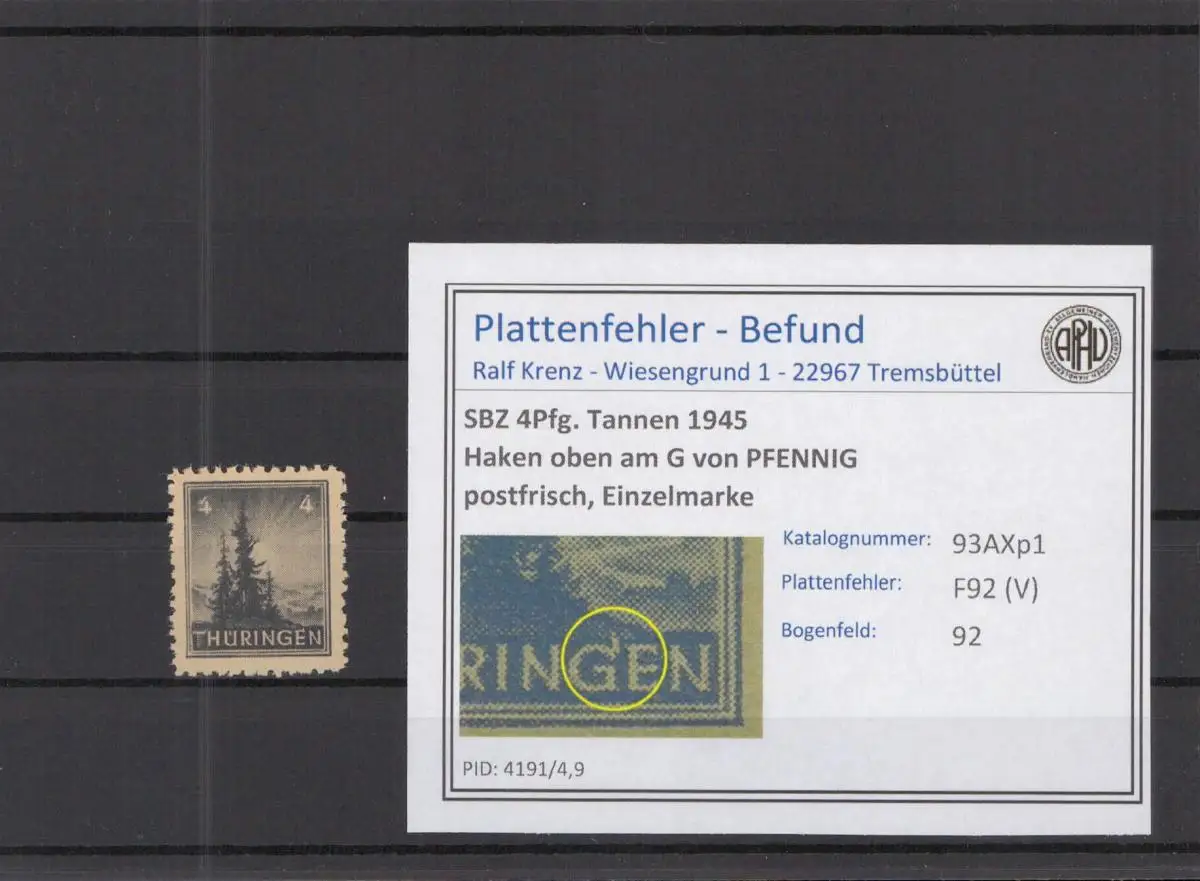 Plattenfehler - Befund
Ralf Krenz - Wiesengrund 1 - 22967 Tremsbüttel
APHV
SBZ 4Pfg. Tannen 1945
Haken oben am G von PFENNIG
postfrisch, Einzelmarke
4 4
THÜRINGEN
RINGEN
Katalognummer: 93AXp1
Plattenfehler: F92 (V)
Bogenfeld: 92
PID: 4191/4,9